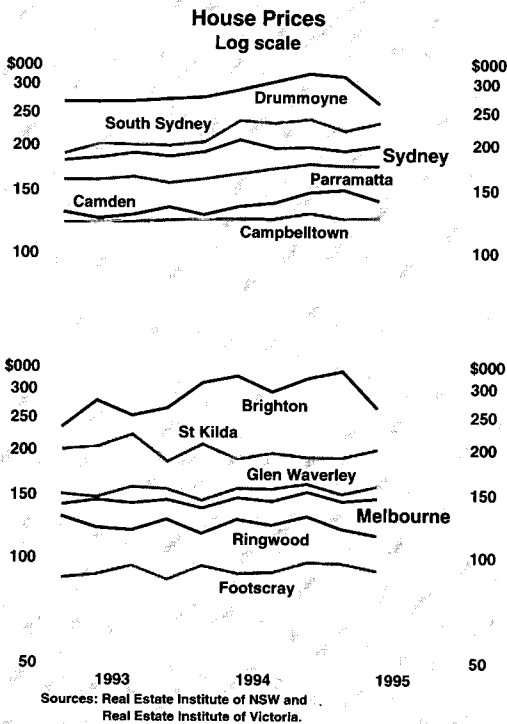 House Prices
Log scale
$000 $000
300 300
Drummoyne
250 250
South Sydney
200 200
Sydney
150 150
Parramatta
Camden
Campbelltown
100 100
$000 $000
300 300
Brighton
250 250
St Kilda
200 200
Glen Waverley
150 150
Melbourne
Ringwood
100 100
Footscray
50 50
1993 1994 1995
Sources: Real Estate Institute of NSW and
Real Estate Institute of Victoria.